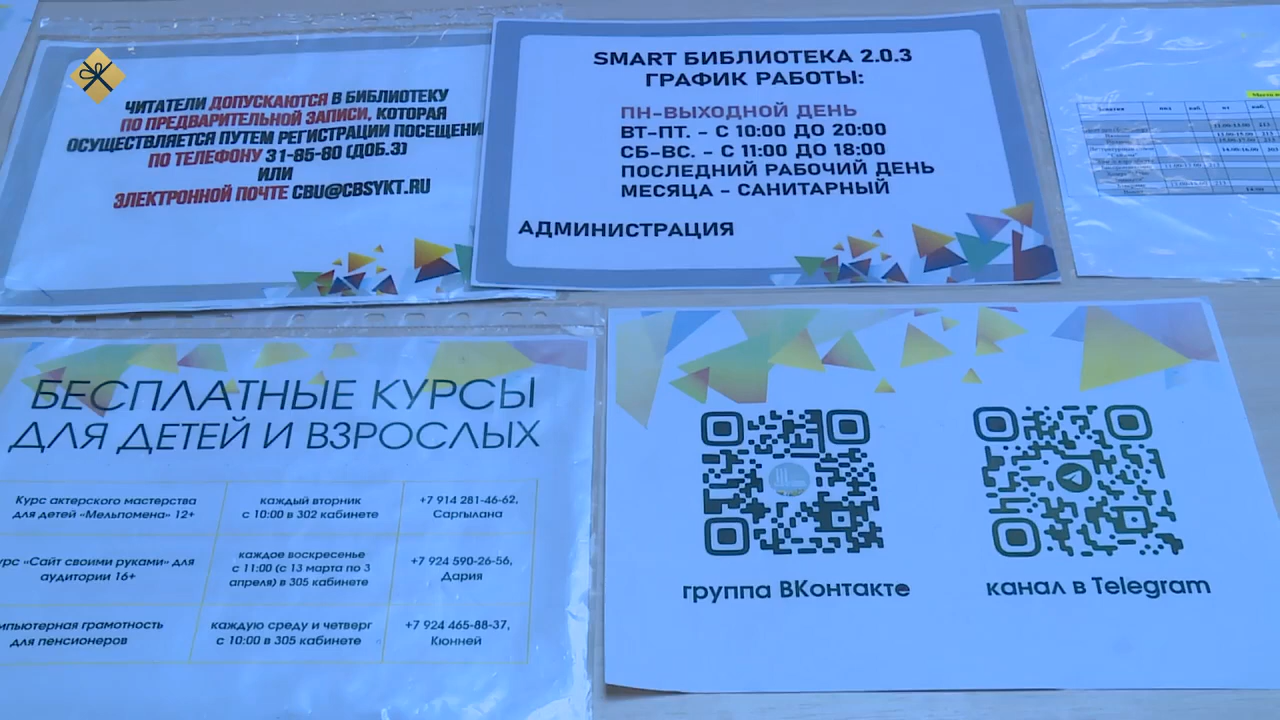 ЧИТАТЕЛИ ДОПУСКАЮТСЯ В БИБЛИОТЕКУ
ПО ПРЕДВАРИТЕЛЬНОЙ ЗАПИСИ, КОТОРАЯ
ОСУЩЕСТВЛЯЕТСЯ ПУТЕМ РЕГИСТРАЦИИ ПОСЕЩЕНИ
ПО ТЕЛЕФОНУ 31-85-80 (ДОБ.3)
ИЛИ
ЭЛЕКТРОННОЙ ПОЧТЕ CBU@CBSYKT.RU
SMART БИБЛИОТЕКА 2.0.3
ГРАФИК РАБОТЫ:
ПН-ВЫХОДНОЙ ДЕНЬ
ВТ-ПТ. - С 10:00 ДО 20:00
СБ-ВС. - С 11:00 ДО 18:00
ПОСЛЕДНИЙ РАБОЧИЙ ДЕНЬ
МЕСЯЦА - САНИТАРНЫЙ
АДМИНИСТРАЦИЯ
БЕСПЛАТНЫЕ КУРСЫ
ДЛЯ ДЕТЕЙ И ВЗРОСЛЫХ
Курс актерского мастерства
для детей «Мельпомена» 12+
каждый вторник
с 10:00 в 302 кабинете
+7 914 281-46-62,
Саргылана
урс «Сайт своими руками» для
аудитории 16+
каждое воскресенье
с 11:00 (с 13 марта по 3
апреля) в 305 кабинете
+7 924 590-26-56,
Дария
мпьютерная грамотность
для пенсионеров
каждую среду и четверг
с 10:00 в 305 кабинете
+7 924 465-88-37,
Кюнней
группа ВКонтакте
канал в Telegram